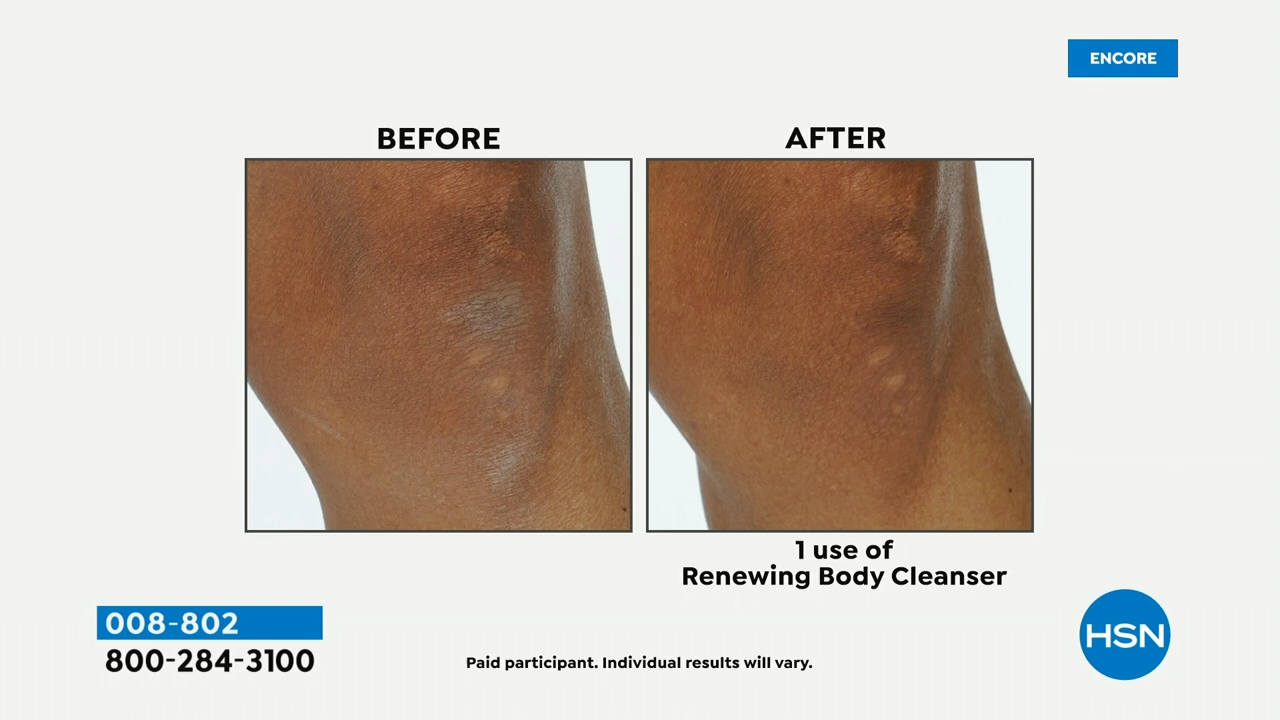 ENCORE
BEFORE
AFTER
1 use of
Renewing Body Cleanser
008-802
800-284-3100
Paid participant. Individual results will vary.
HSN